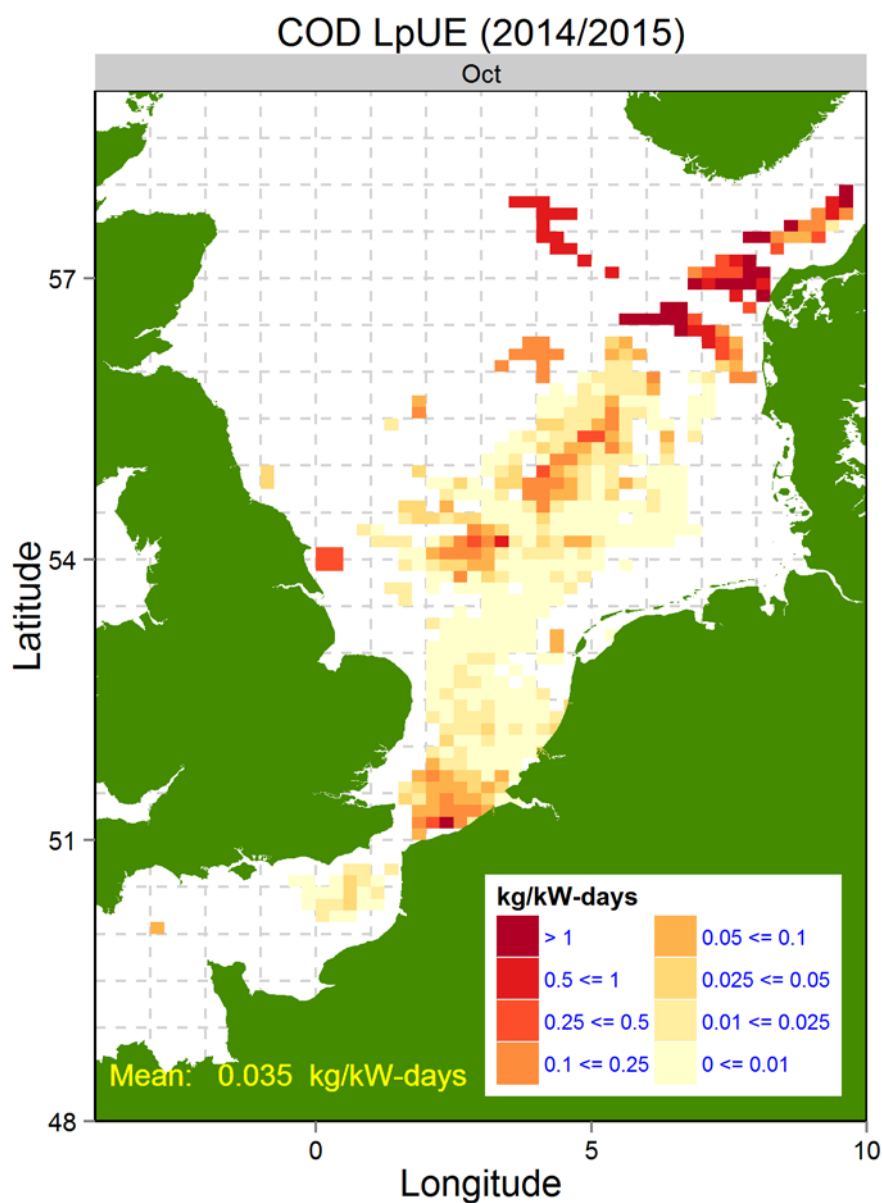 COD LpUE (2014/2015)
Oct
57
54
51
48
Latitude
kg/kW-days
> 1
0.5 <= 1
0.25 <= 0.5
0.1 <= 0.25
0.05 <= 0.1
0.025 <= 0.05
0.01 <= 0.025
0 <= 0.01
Mean: 0.035 kg/kW-days
0 5 10
Longitude